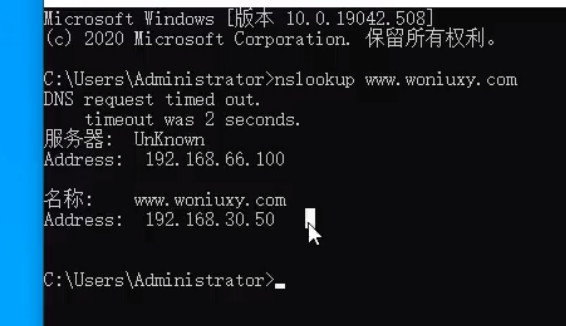 Microsoft Windows [版本 10.0.19042.508]
(c) 2020 Microsoft Corporation. 保留所有权利。
C:\Users\Administrator>nslookup www.woniuxy.com
DNS request timed out.
    timeout was 2 seconds.
服务器:  UnKnown
Address:  192.168.66.100
名称:    www.woniuxy.com
Address:  192.168.30.50
C:\Users\Administrator>